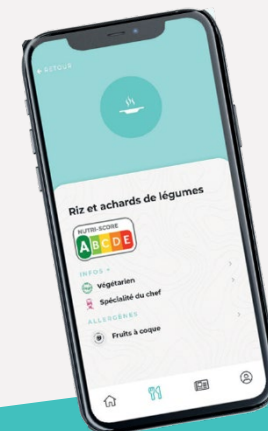 RETOUR
Riz et achards de légumes
NUTRI-SCORE
A B C D E
INFOS +
Végétarien
Spécialité du chef
ALLERGÈNES
Fruits à coque